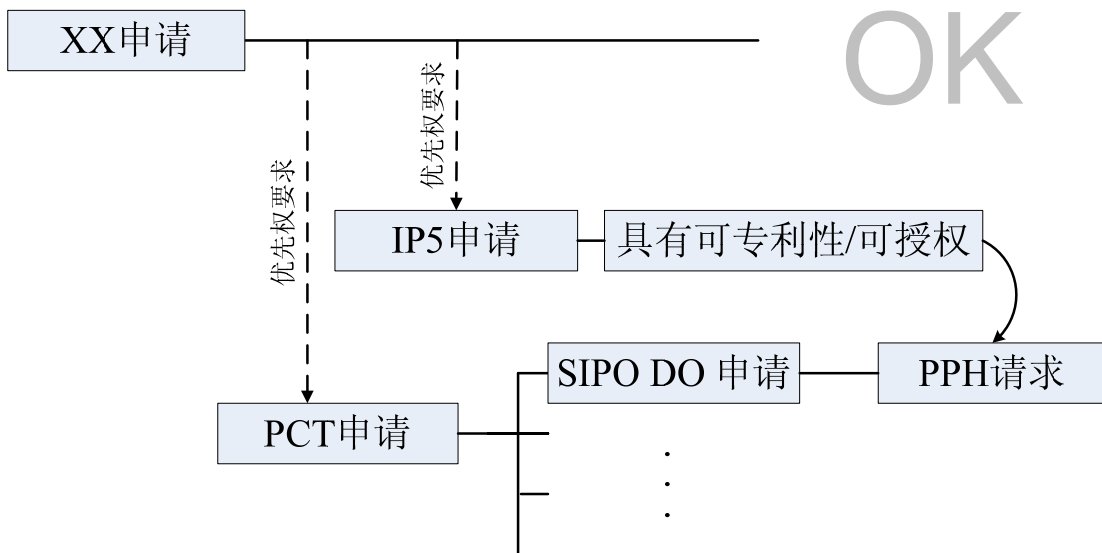 XX申请
OK
优先权要求
优先权要求
IP5申请
具有可专利性/可授权
SIPO DO 申请
PPH请求
PCT申请
.
.
.